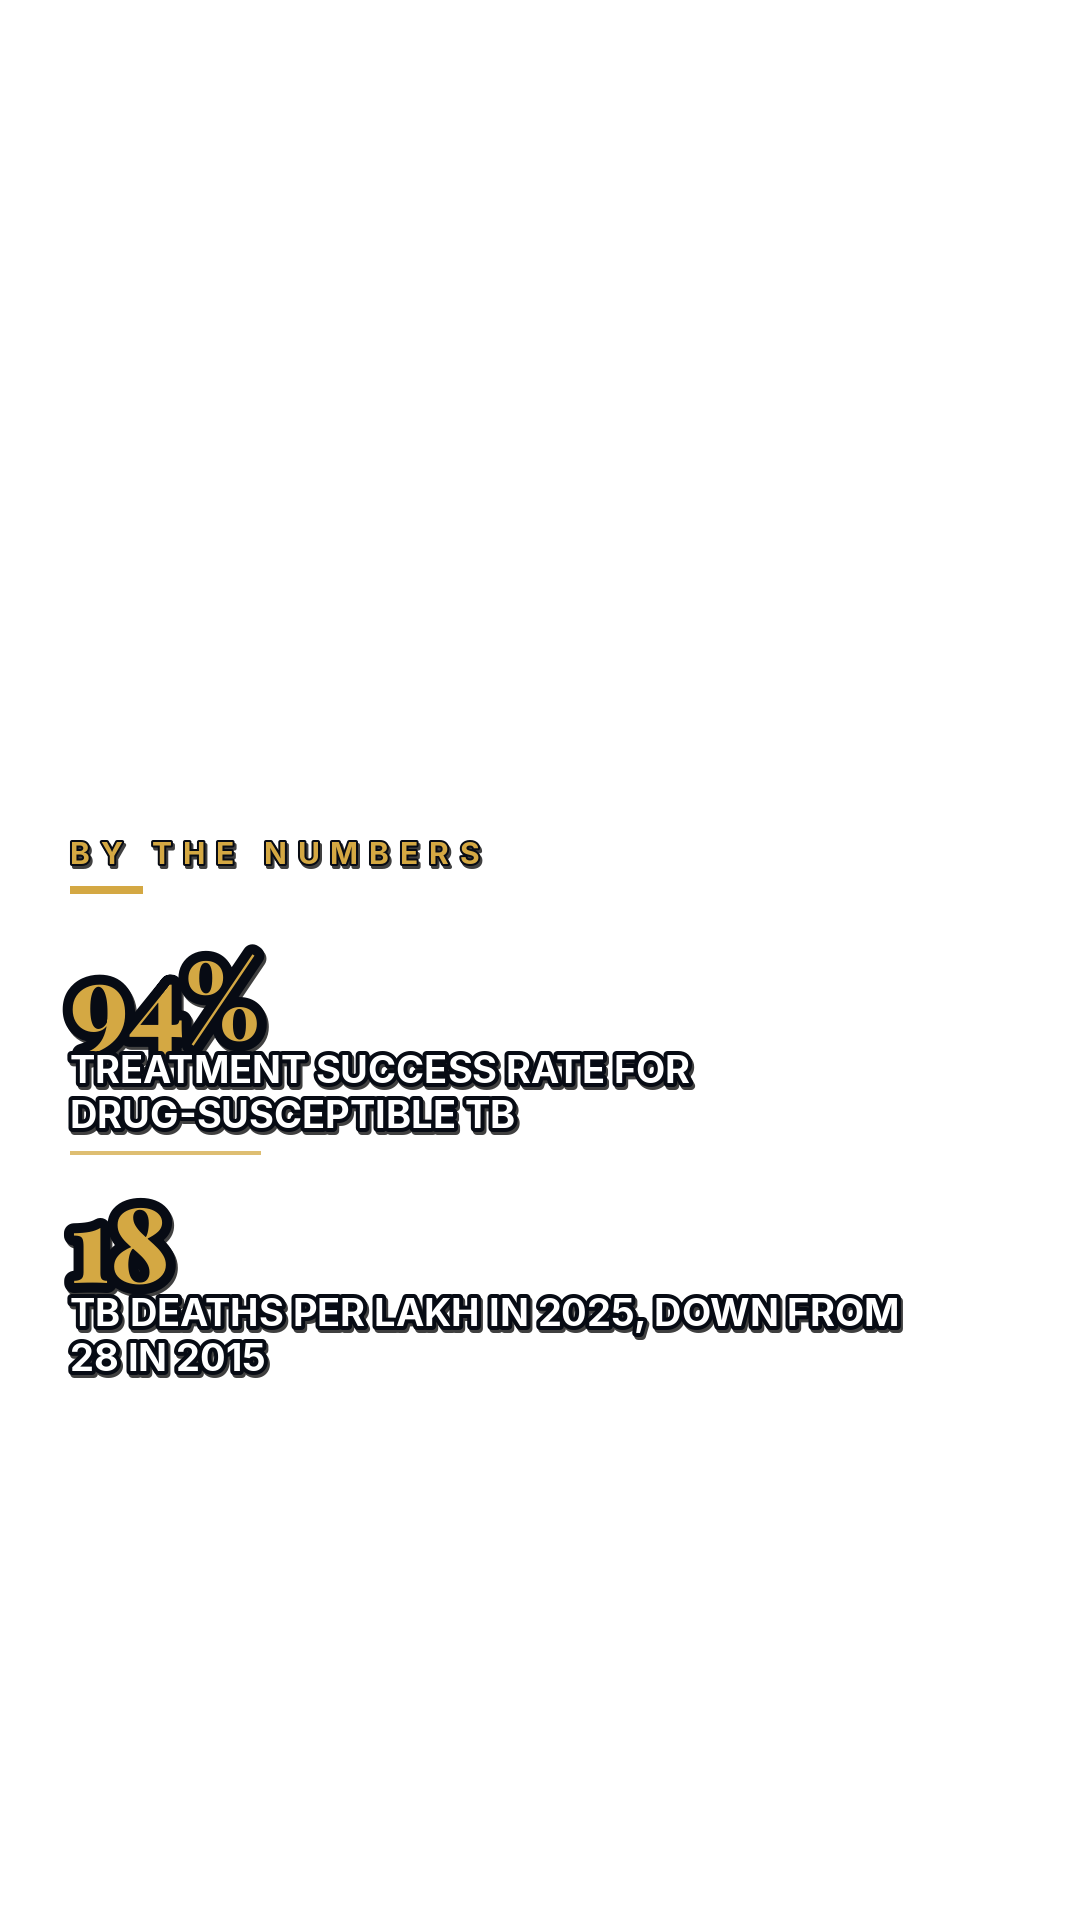 BY THE NUMBERS
94%
TREATMENT SUCCESS RATE FOR
DRUG-SUSCEPTIBLE TB
18
TB DEATHS PER LAKH IN 2025, DOWN FROM
28 IN 2015